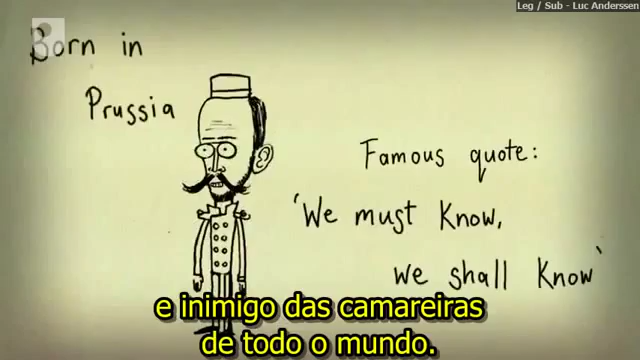 Leg / Sub - Luc Anderssen
Born in
Prussia
Famous quote:
'We must Know,
we shall Know'
e inimigo das camareiras
de todo o mundo.